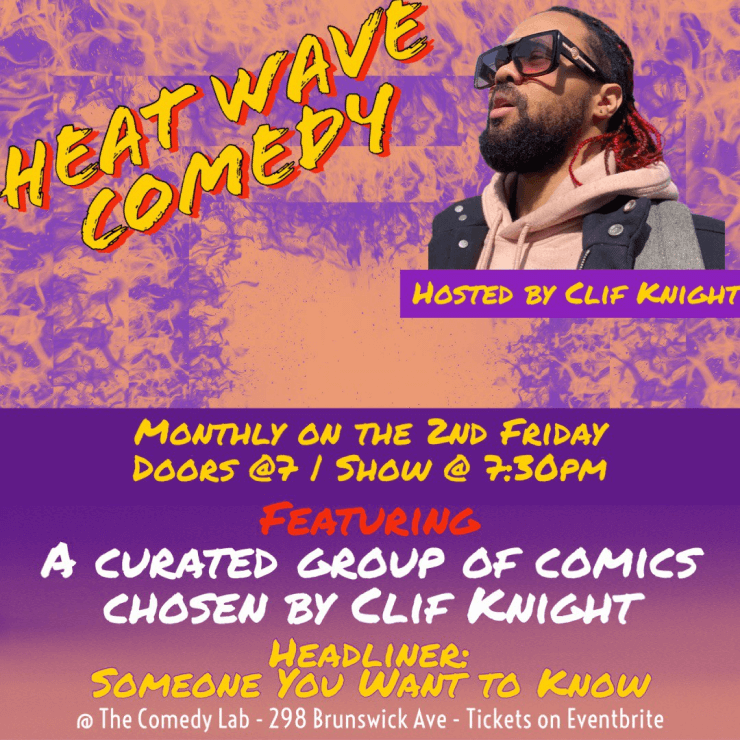 HEAT WAVE
COMEDY
HOSTED BY CLIF KNIGHT
MONTHLY ON THE 2ND FRIDAY
DOORS @7 | SHOW @ 7:30PM
FEATURING
A CURATED GROUP OF COMICS
CHOSEN BY CLIF KNIGHT
HEADLINER:
SOMEONE YOU WANT TO KNOW
@ The Comedy Lab - 298 Brunswick Ave - Tickets on Eventbrite